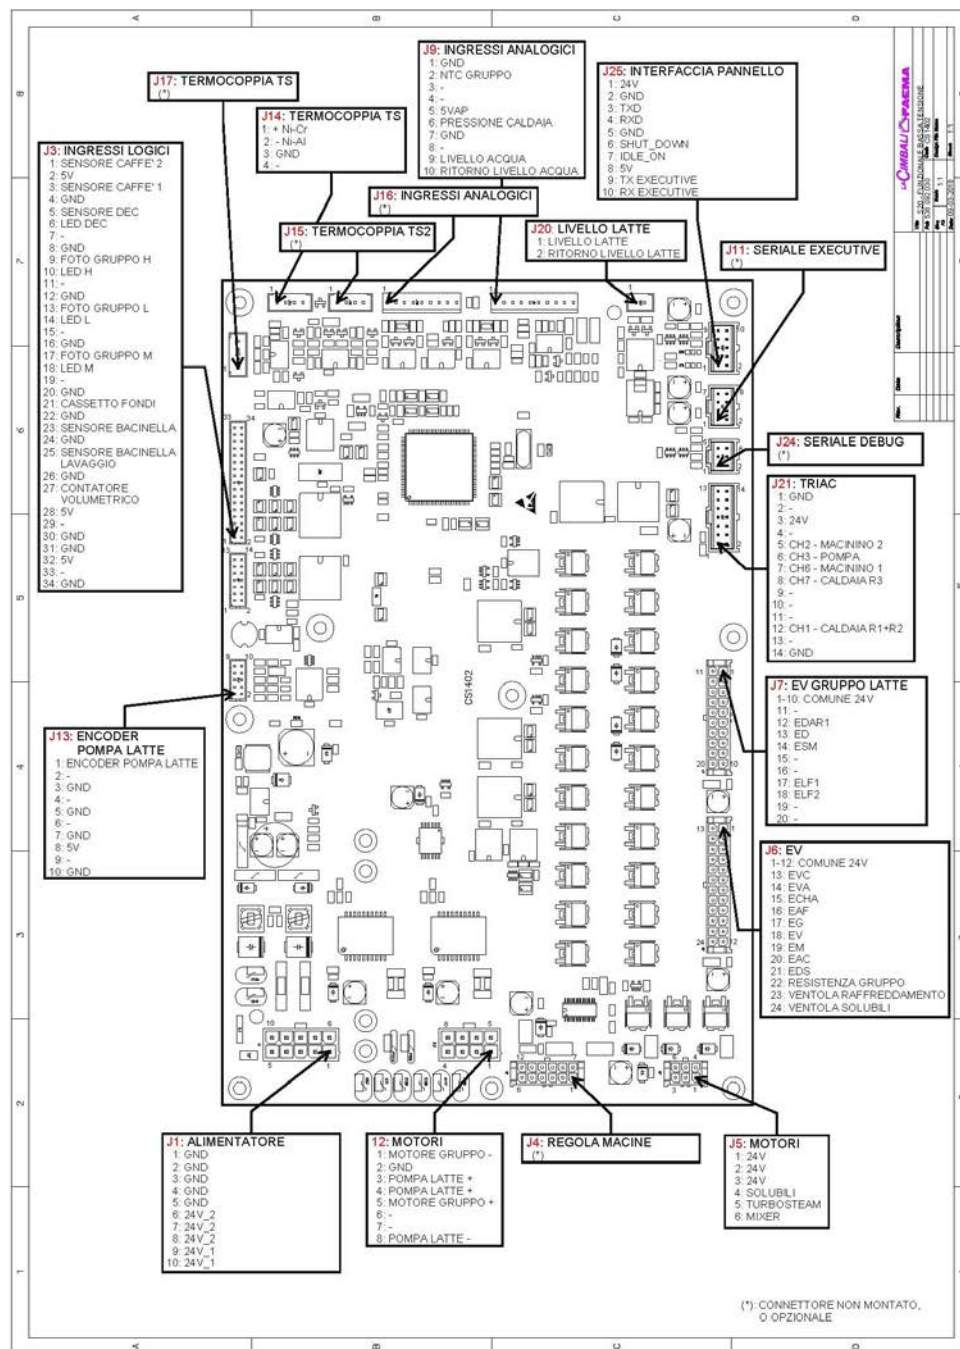 J17: TERMOCOPPIA TS
(*)
J14: TERMOCOPPIA TS
1: + Ni-Cr
2: - Ni-Al
3: GND
4: -
J9: INGRESSI ANALOGICI
1: GND
2: NTC GRUPPO
3: -
4: -
5: 5VAP
6: PRESSIONE CALDAIA
7: GND
8: -
9: LIVELLO ACQUA
10: RITORNO LIVELLO ACQUA
J25: INTERFACCIA PANNELLO
1: 24V
2: GND
3: TXD
4: RXD
5: GND
6: SHUT_DOWN
7: IDLE_ON
8: 5V
9: TX EXECUTIVE
10: RX EXECUTIVE
J3: INGRESSI LOGICI
1: SENSORE CAFFE' 2
2: 5V
3: SENSORE CAFFE' 1
4: GND
5: SENSORE DEC
6: LED DEC
7: -
8: GND
9: FOTO GRUPPO H
10: LED H
11: -
12: GND
13: FOTO GRUPPO L
14: LED L
15: -
16: GND
17: FOTO GRUPPO M
18: LED M
19: -
20: GND
21: CASSETTO FONDI
22: GND
23: SENSORE BACINELLA
24: GND
25: SENSORE BACINELLA
LAVAGGIO
26: GND
27: CONTATORE
VOLUMETRICO
28: 5V
29: -
30: GND
31: GND
32: 5V
33: -
34: GND
J16: INGRESSI ANALOGICI
(*)
J15: TERMOCOPPIA TS2
(*)
J20: LIVELLO LATTE
1: LIVELLO LATTE
2: RITORNO LIVELLO LATTE
J11: SERIALE EXECUTIVE
(*)
J24: SERIALE DEBUG
(*)
J21: TRIAC
1: GND
2: -
3: 24V
4: -
5: CH2 - MACININO 2
6: CH3 - POMPA
7: CH6 - MACININO 1
8: CH7 - CALDAIA R3
9: -
10: -
11: -
12: CH1 - CALDAIA R1+R2
13: -
14: GND
J7: EV GRUPPO LATTE
1-10: COMUNE 24V
11: -
12: EDAR1
13: ED
14: ESM
15: -
16: -
17: ELF1
18: ELF2
19: -
20: -
J13: ENCODER
POMPA LATTE
1: ENCODER POMPA LATTE
2: -
3: GND
4: -
5: GND
6: -
7: GND
8: 5V
9: -
10: GND
CS1402
J6: EV
1-12: COMUNE 24V
13: EVC
14: EVA
15: ECHA
16: EAF
17: EG
18: EV
19: EM
20: EAC
21: EDS
22: RESISTENZA GRUPPO
23: VENTOLA RAFFREDDAMENTO
24: VENTOLA SOLUBILI
J1: ALIMENTATORE
1: GND
2: GND
3: GND
4: GND
5: GND
6: 24V_2
7: 24V_2
8: 24V_2
9: 24V_1
10: 24V_1
12: MOTORI
1: MOTORE GRUPPO -
2: GND
3: POMPA LATTE +
4: POMPA LATTE +
5: MOTORE GRUPPO +
6: -
7: -
8: POMPA LATTE -
J4: REGOLA MACINE
(*)
J5: MOTORI
1: 24V
2: 24V
3: 24V
4: SOLUBILI
5: TURBOSTEAM
6: MIXER
(*): CONNETTORE NON MONTATO,
O OPZIONALE
LA CIMBALI FAEMA